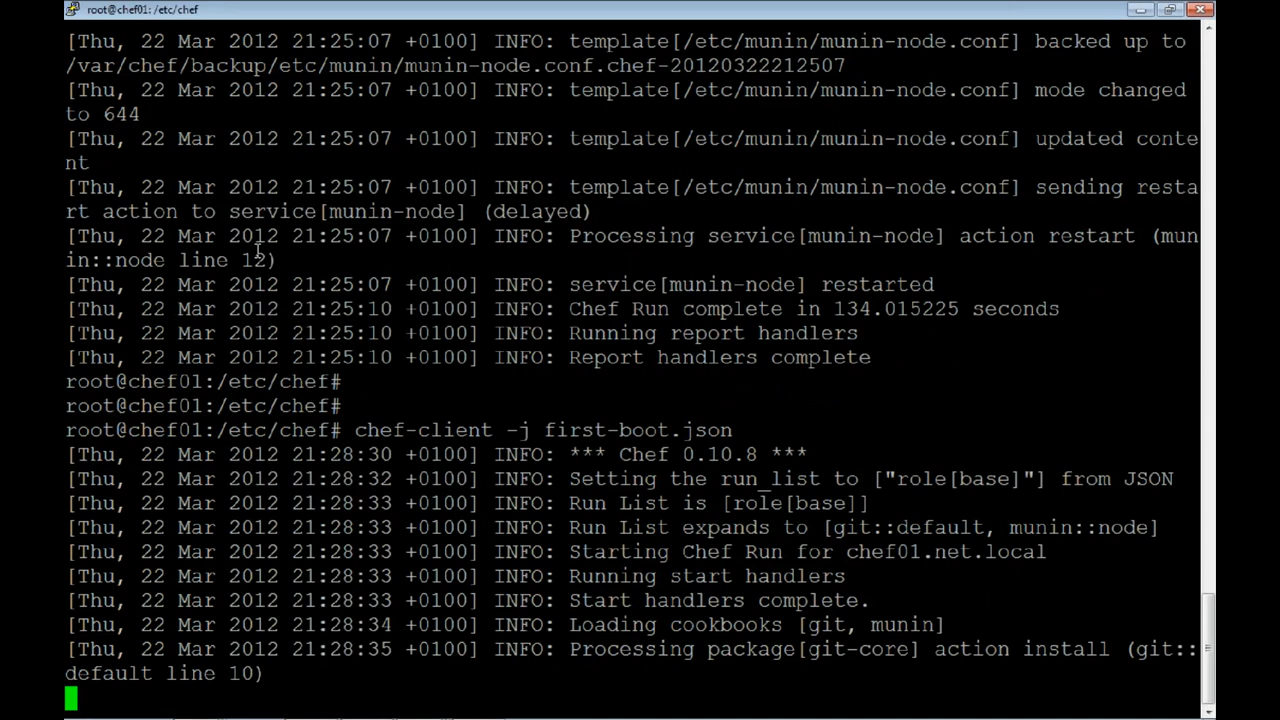 root@chef01: /etc/chef
[Thu, 22 Mar 2012 21:25:07 +0100] INFO: template[/etc/munin/munin-node.conf] backed up to
/var/chef/backup/etc/munin/munin-node.conf.chef-20120322212507
[Thu, 22 Mar 2012 21:25:07 +0100] INFO: template[/etc/munin/munin-node.conf] mode changed
to 644
[Thu, 22 Mar 2012 21:25:07 +0100] INFO: template[/etc/munin/munin-node.conf] updated conte
nt
[Thu, 22 Mar 2012 21:25:07 +0100] INFO: template[/etc/munin/munin-node.conf] sending resta
rt action to service[munin-node] (delayed)
[Thu, 22 Mar 2012 21:25:07 +0100] INFO: Processing service[munin-node] action restart (mun
in::node line 12)
[Thu, 22 Mar 2012 21:25:07 +0100] INFO: service[munin-node] restarted
[Thu, 22 Mar 2012 21:25:10 +0100] INFO: Chef Run complete in 134.015225 seconds
[Thu, 22 Mar 2012 21:25:10 +0100] INFO: Running report handlers
[Thu, 22 Mar 2012 21:25:10 +0100] INFO: Report handlers complete
root@chef01:/etc/chef#
root@chef01:/etc/chef#
root@chef01:/etc/chef# chef-client -j first-boot.json
[Thu, 22 Mar 2012 21:28:30 +0100] INFO: *** Chef 0.10.8 ***
[Thu, 22 Mar 2012 21:28:32 +0100] INFO: Setting the run_list to ["role[base]"] from JSON
[Thu, 22 Mar 2012 21:28:33 +0100] INFO: Run List is [role[base]]
[Thu, 22 Mar 2012 21:28:33 +0100] INFO: Run List expands to [git::default, munin::node]
[Thu, 22 Mar 2012 21:28:33 +0100] INFO: Starting Chef Run for chef01.net.local
[Thu, 22 Mar 2012 21:28:33 +0100] INFO: Running start handlers
[Thu, 22 Mar 2012 21:28:33 +0100] INFO: Start handlers complete.
[Thu, 22 Mar 2012 21:28:34 +0100] INFO: Loading cookbooks [git, munin]
[Thu, 22 Mar 2012 21:28:35 +0100] INFO: Processing package[git-core] action install (git::
default line 10)